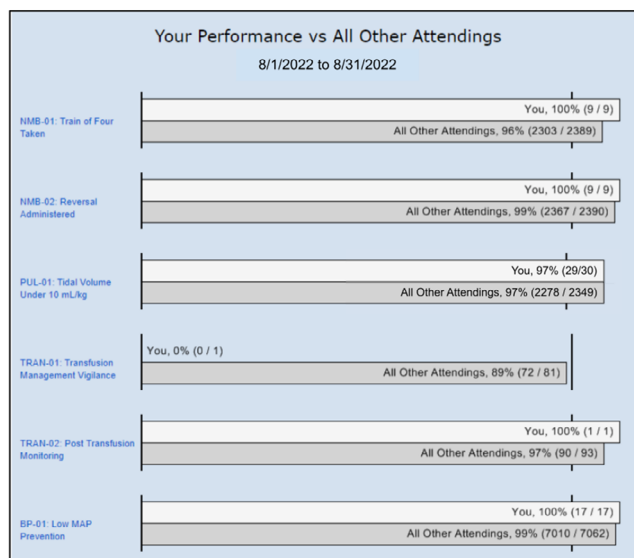 Your Performance vs All Other Attendings
8/1/2022 to 8/31/2022
NMB-01: Train of Four
Taken
You, 100% (9 / 9)
All Other Attendings, 96% (2303 / 2389)
NMB-02: Reversal
Administered
You, 100% (9 / 9)
All Other Attendings, 99% (2367 / 2390)
PUL-01: Tidal Volume
Under 10 mL/kg
You, 97% (29/30)
All Other Attendings, 97% (2278 / 2349)
TRAN-01: Transfusion
Management Vigilance
You, 0% (0 / 1)
All Other Attendings, 89% (72 / 81)
TRAN-02: Post Transfusion
Monitoring
You, 100% (1 / 1)
All Other Attendings, 97% (90 / 93)
BP-01: Low MAP
Prevention
You, 100% (17 / 17)
All Other Attendings, 99% (7010 / 7062)